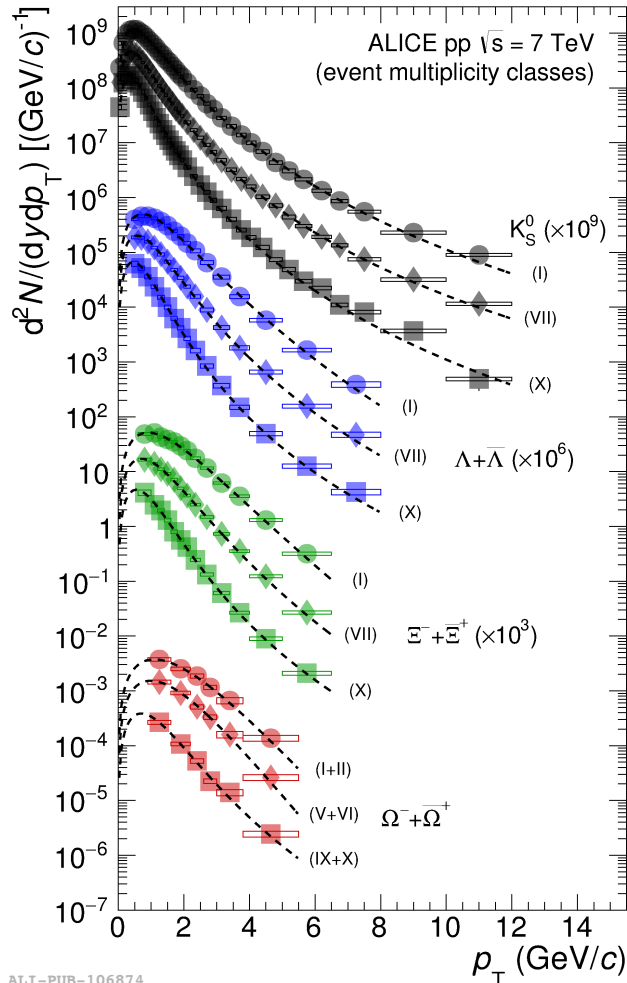 ALICE pp √s = 7 TeV
(event multiplicity classes)
d²N/(dydp_T) [(GeV/c)⁻¹]
10⁹
10⁸
10⁷
10⁶
10⁵
10⁴
10³
10²
10
1
10⁻¹
10⁻²
10⁻³
10⁻⁴
10⁻⁵
10⁻⁶
10⁻⁷
K⁰_S (×10⁹)
(I)
(VII)
(X)
(I)
(VII)
(X)
Λ+Λ̅ (×10⁶)
(I)
(VII)
(X)
Ξ⁻+Ξ̅⁺ (×10³)
(I+II)
(V+VI)
(IX+X)
Ω⁻+Ω̅⁺
0 2 4 6 8 10 12 14
p_T (GeV/c)
ALI-PUB-106874